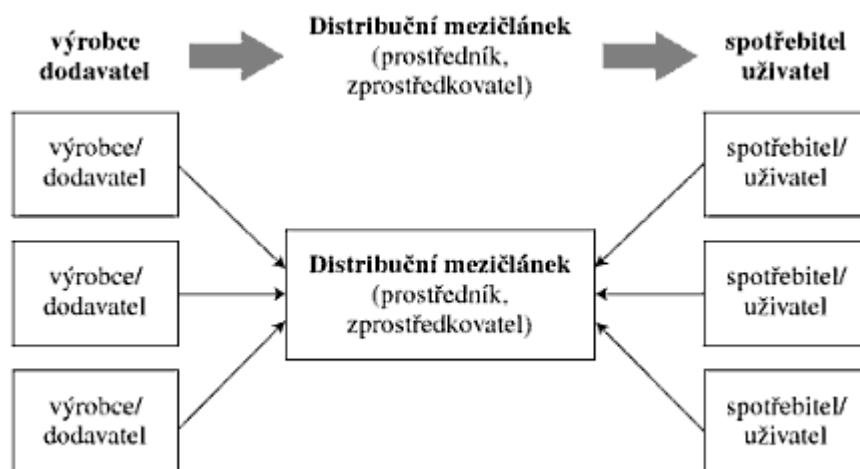 výrobce
dodavatel
Distribuční mezičlánek
(prostředník,
zprostředkovatel)
spotřebitel
uživatel
výrobce/
dodavatel
spotřebitel/
uživatel
výrobce/
dodavatel
Distribuční mezičlánek
(prostředník,
zprostředkovatel)
spotřebitel/
uživatel
výrobce/
dodavatel
spotřebitel/
uživatel